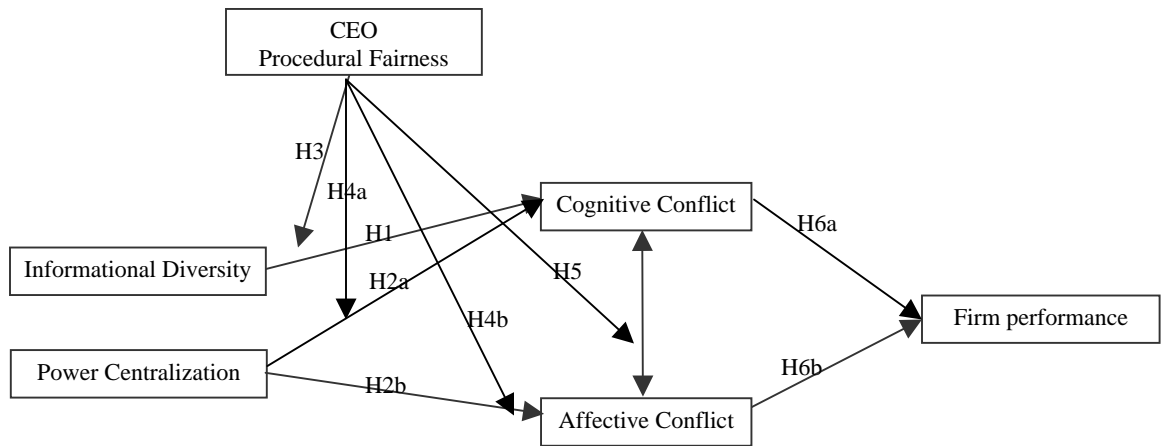 CEO
Procedural Fairness
H3
H4a
Cognitive Conflict
H6a
H1
Informational Diversity
H5
H2a
H4b
Firm performance
Power Centralization
H2b
H6b
Affective Conflict